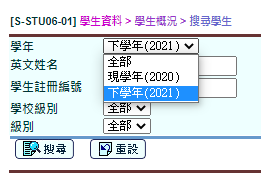 [S-STU06-01] 學生資料 > 學生概況 > 搜尋學生
學年 下學年(2021)
全部
英文姓名
現學年(2020)
學生註冊編號 下學年(2021)
學校級別 全部
級別 全部
搜尋 重設